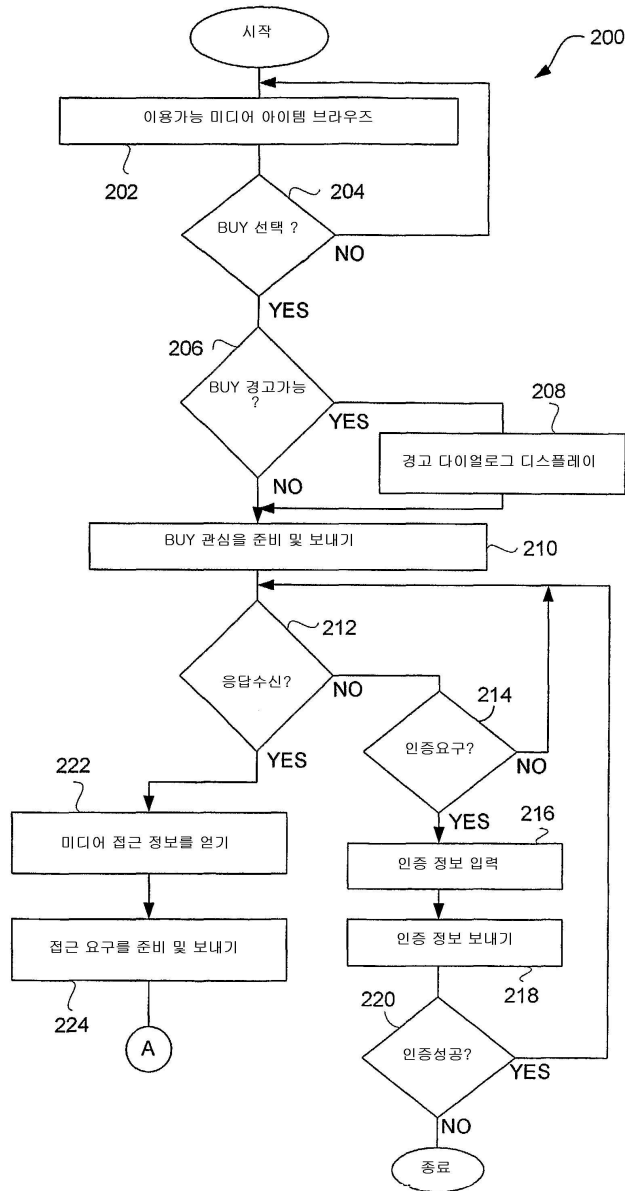 시작
200
이용가능 미디어 아이템 브라우즈
202
204
BUY 선택 ?
NO
YES
206
BUY 경고가능
?
YES
208
경고 다이얼로그 디스플레이
NO
BUY 관심을 준비 및 보내기
210
212
응답수신?
NO
214
YES
인증요구?
NO
222
YES
216
미디어 접근 정보를 얻기
인증 정보 입력
접근 요구를 준비 및 보내기
인증 정보 보내기
224
218
220
A
인증성공?
YES
NO
종료